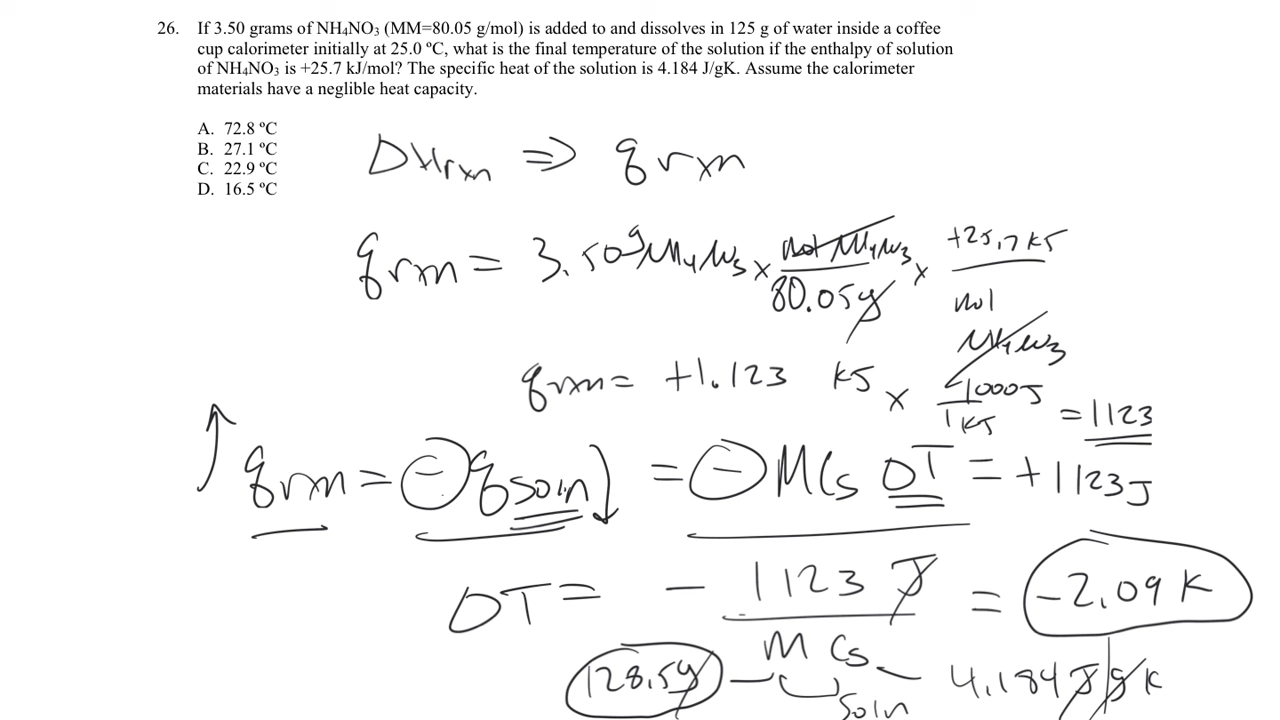 26. If 3.50 grams of NH₄NO₃ (MM=80.05 g/mol) is added to and dissolves in 125 g of water inside a coffee
cup calorimeter initially at 25.0 ºC, what is the final temperature of the solution if the enthalpy of solution
of NH₄NO₃ is +25.7 kJ/mol? The specific heat of the solution is 4.184 J/gK. Assume the calorimeter
materials have a neglible heat capacity.
A. 72.8 ºC
B. 27.1 ºC
C. 22.9 ºC
D. 16.5 ºC
ΔHrxn ⇒ qrxn
qrxn = 3.50g NH₄NO₃ × mol NH₄NO₃ / 80.05g × +25.7 kJ / mol NH₄NO₃
qrxn = +1.123 kJ × 1000J / 1 kJ = 1123
↑ qrxn = - qsoln ↓ = - MCs ΔT = +1123J
ΔT = - 1123 J / M Cs = -2.09 K
128.5g soln 4.184 J/g K